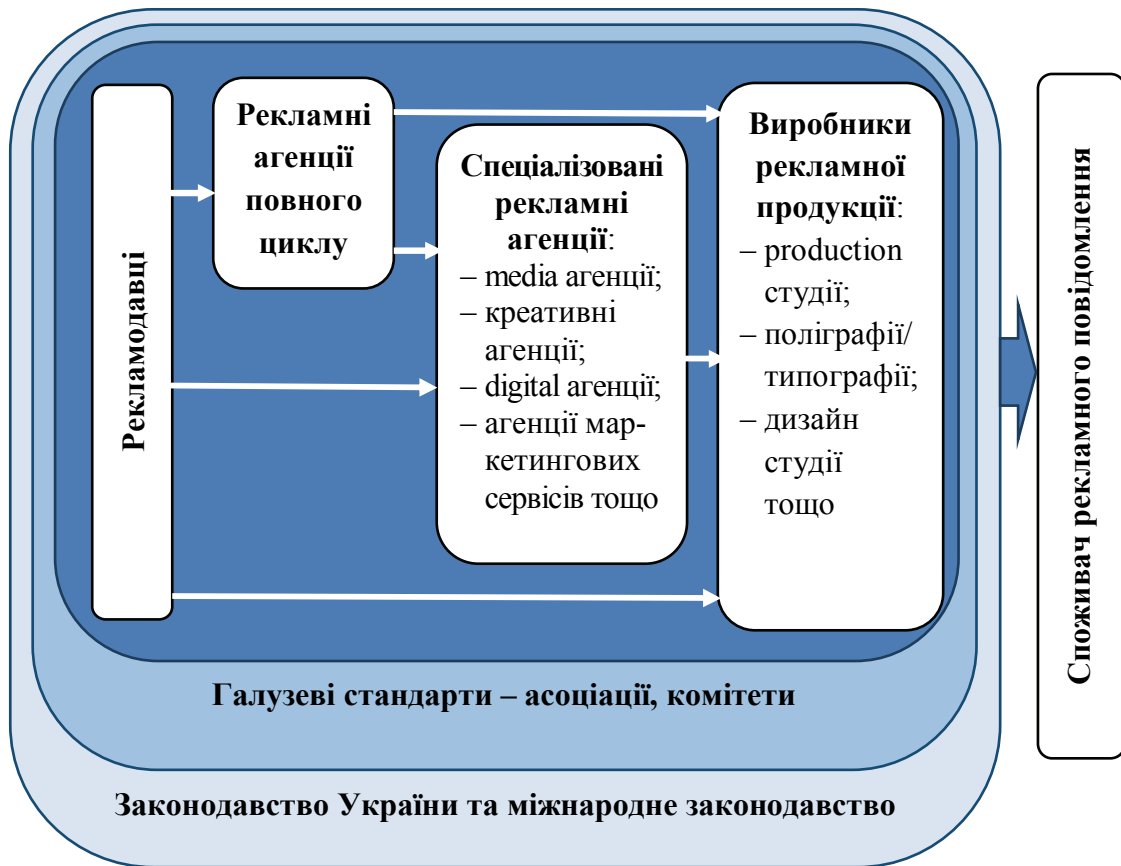 Рекламодавці
Рекламні
агенції
повного
циклу
Спеціалізовані
рекламні
агенції:
– media агенції;
– креативні
агенції;
– digital агенції;
– агенції мар-
кетингових
сервісів тощо
Виробники
рекламної
продукції:
– production
студії;
– поліграфії/
типографії;
– дизайн
студії
тощо
Споживач рекламного повідомлення
Галузеві стандарти – асоціації, комітети
Законодавство України та міжнародне законодавство